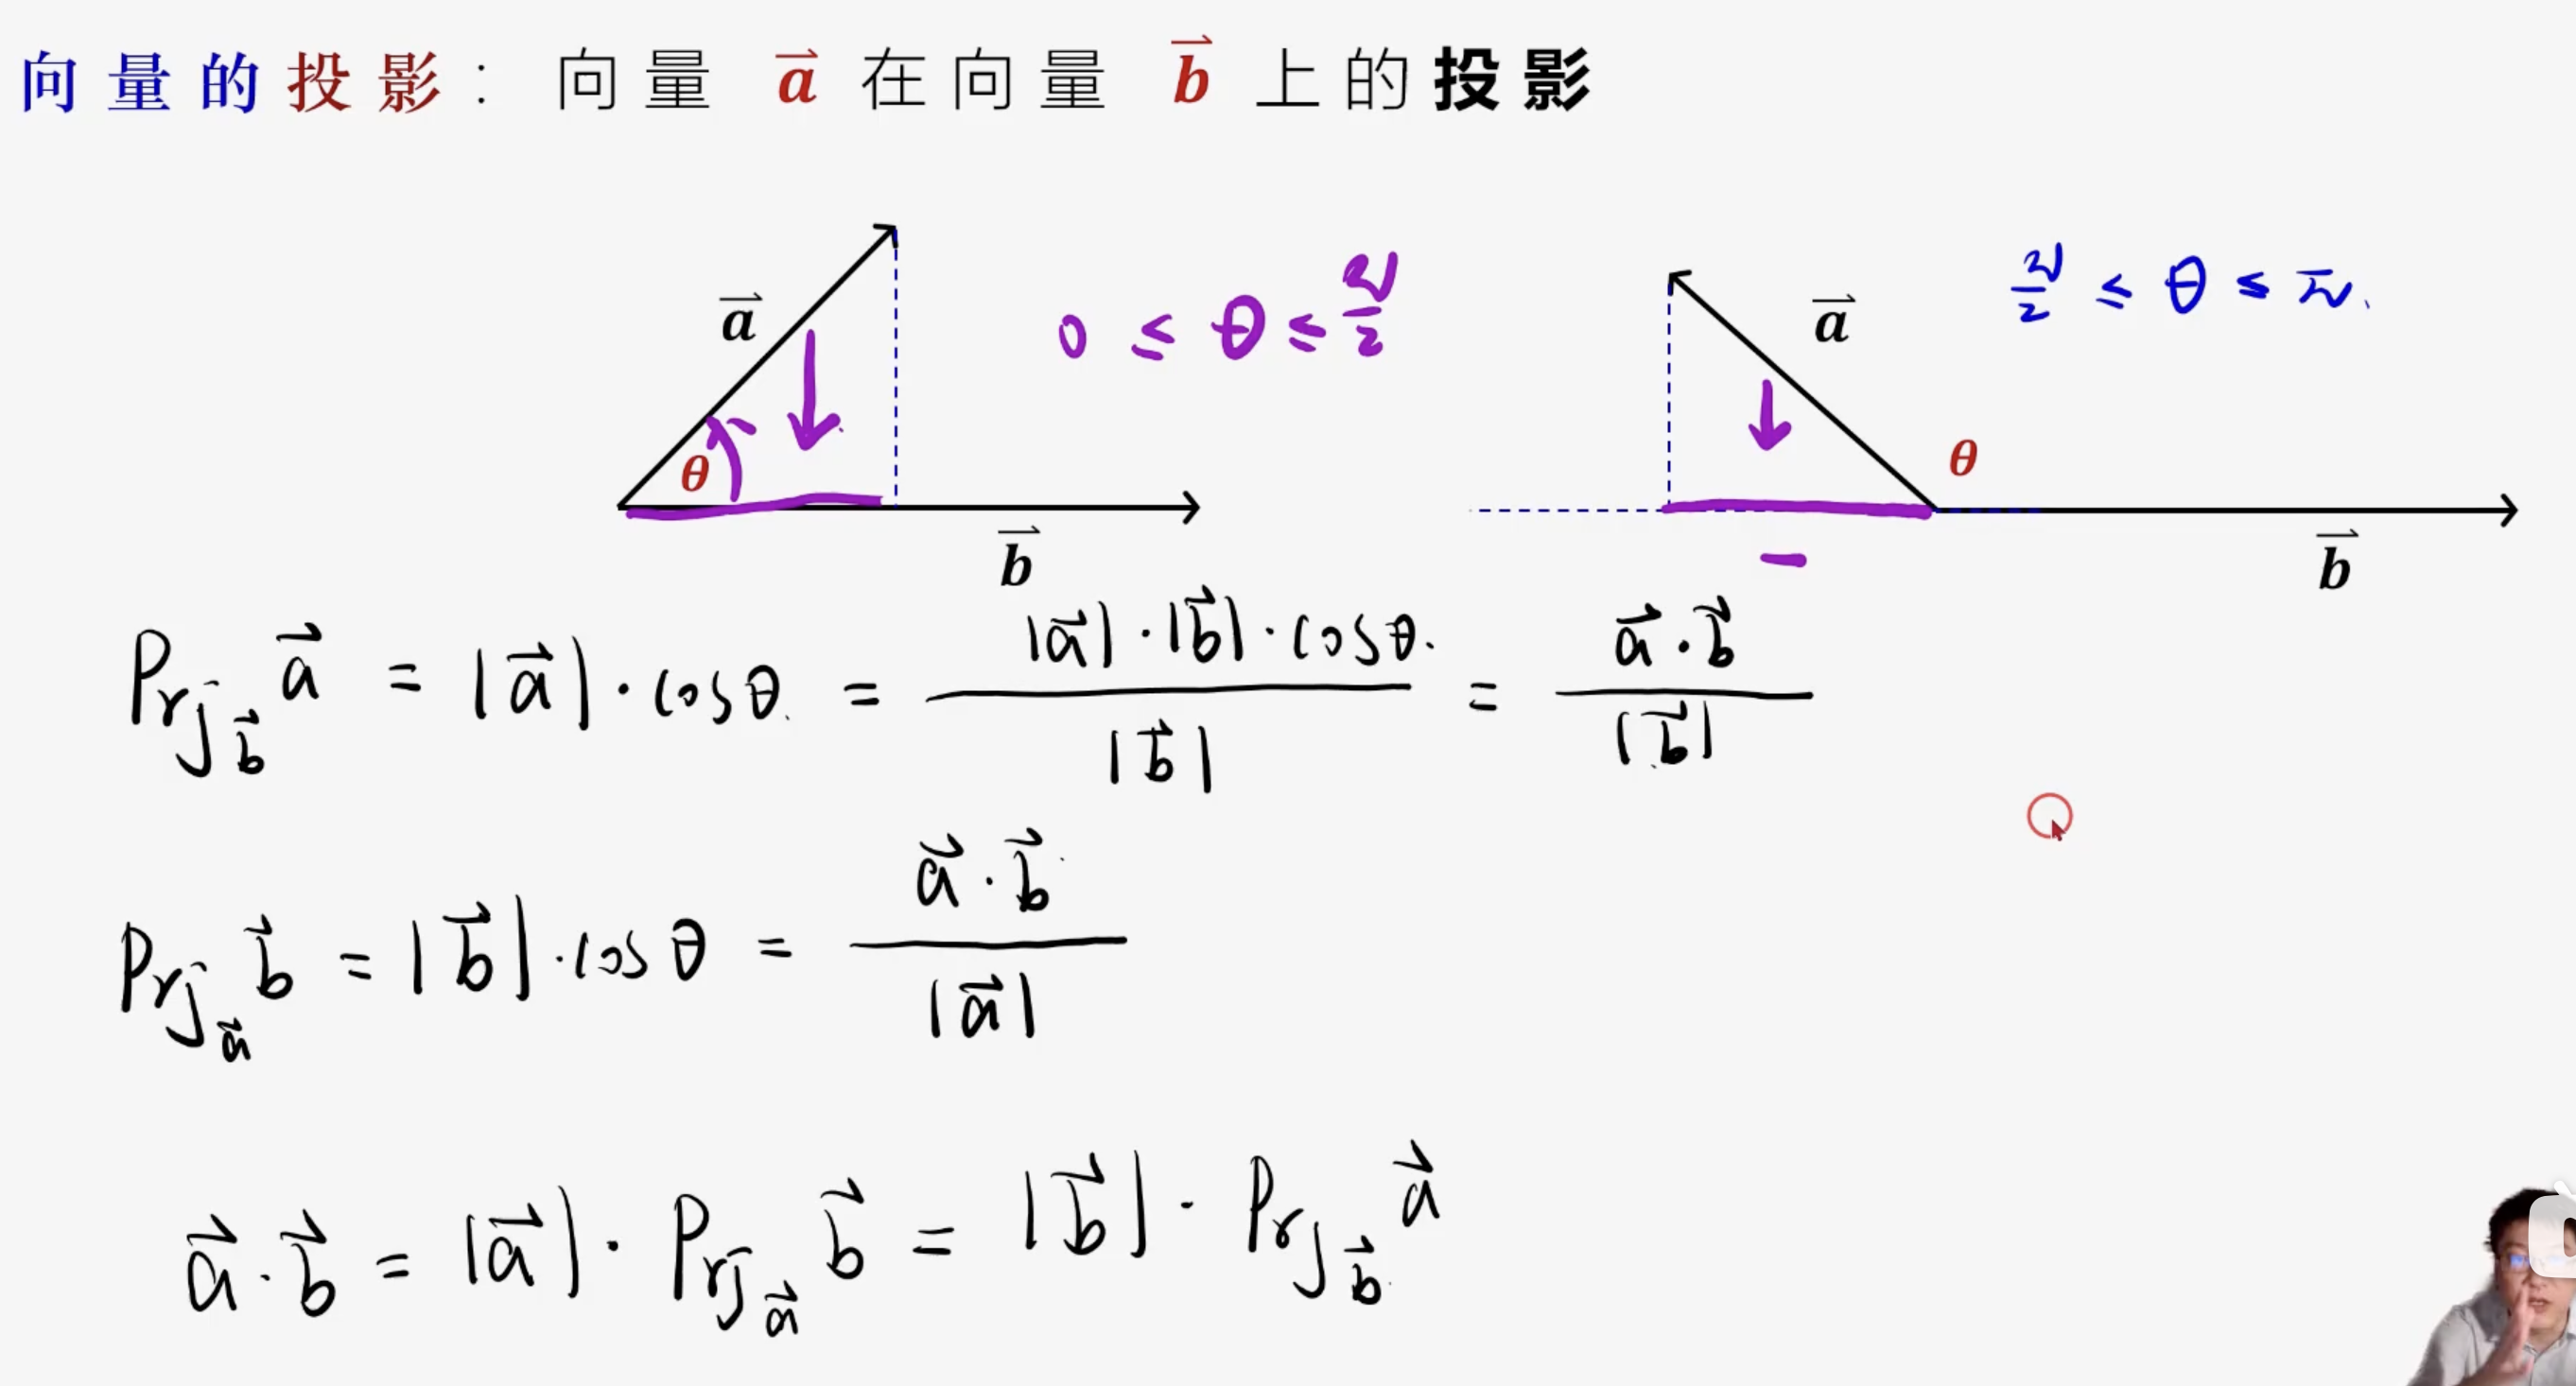 向量的投影： 向量 $\vec{a}$ 在向量 $\vec{b}$ 上的投影
$\vec{a}$
$0 \le \theta \le \frac{\pi}{2}$
$\vec{a}$
$\frac{\pi}{2} \le \theta \le \pi.$
θ
θ
$\vec{b}$
−
$\vec{b}$
$Prj_{\vec{b}} \vec{a} = |\vec{a}| \cdot \cos\theta. = \frac{|\vec{a}| \cdot |\vec{b}| \cdot \cos\theta.}{|\vec{b}|} = \frac{\vec{a} \cdot \vec{b}}{|\vec{b}|}$
$Prj_{\vec{a}} \vec{b} = |\vec{b}| \cdot \cos\theta = \frac{\vec{a} \cdot \vec{b}}{|\vec{a}|}$
$\vec{a} \cdot \vec{b} = |\vec{a}| \cdot Prj_{\vec{a}} \vec{b} = |\vec{b}| \cdot Prj_{\vec{b}} \vec{a}$